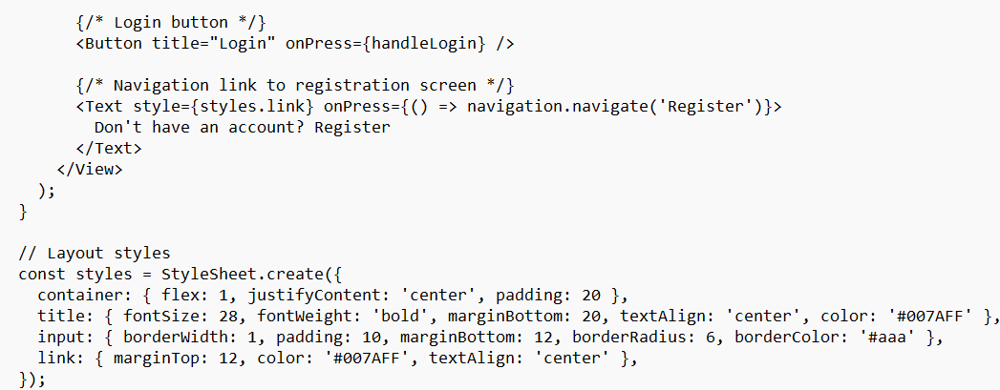 {/* Login button */}
<Button title="Login" onPress={handleLogin} />
{/* Navigation link to registration screen */}
<Text style={styles.link} onPress={() => navigation.navigate('Register')}>
Don't have an account? Register
</Text>
</View>
);
}
// Layout styles
const styles = StyleSheet.create({
container: { flex: 1, justifyContent: 'center', padding: 20 },
title: { fontSize: 28, fontWeight: 'bold', marginBottom: 20, textAlign: 'center', color: '#007AFF' },
input: { borderWidth: 1, padding: 10, marginBottom: 12, borderRadius: 6, borderColor: '#aaa' },
link: { marginTop: 12, color: '#007AFF', textAlign: 'center' },
});